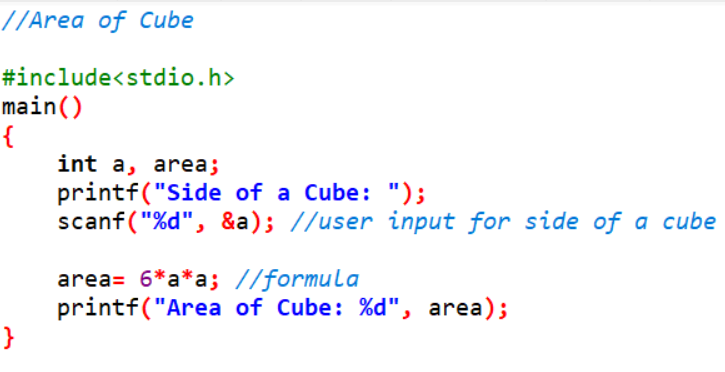 //Area of Cube
#include<stdio.h>
main()
{
int a, area;
printf("Side of a Cube: ");
scanf("%d", &a); //user input for side of a cube
area= 6*a*a; //formula
printf("Area of Cube: %d", area);
}